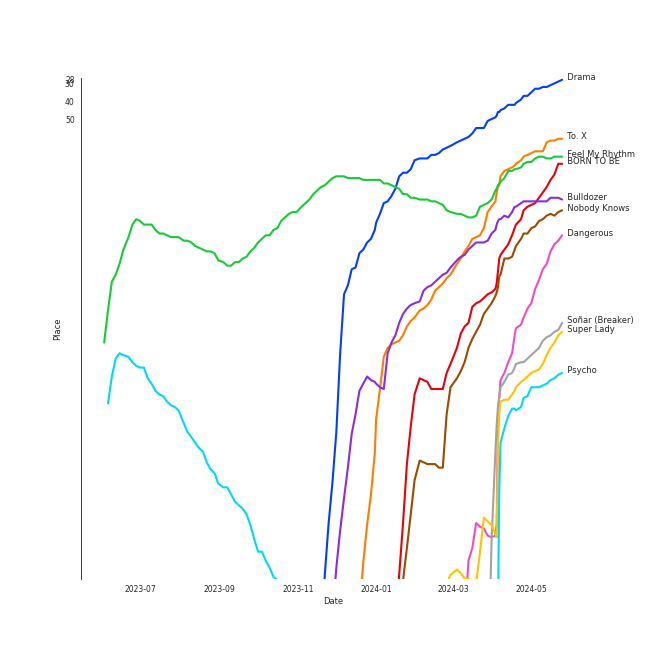 28
30
40
50
Drama
To. X
Feel My Rhythm
BORN TO BE
Bulldozer
Nobody Knows
Dangerous
Soñar (Breaker)
Super Lady
Psycho
Place
2023-07
2023-09
2023-11
2024-01
2024-03
2024-05
Date